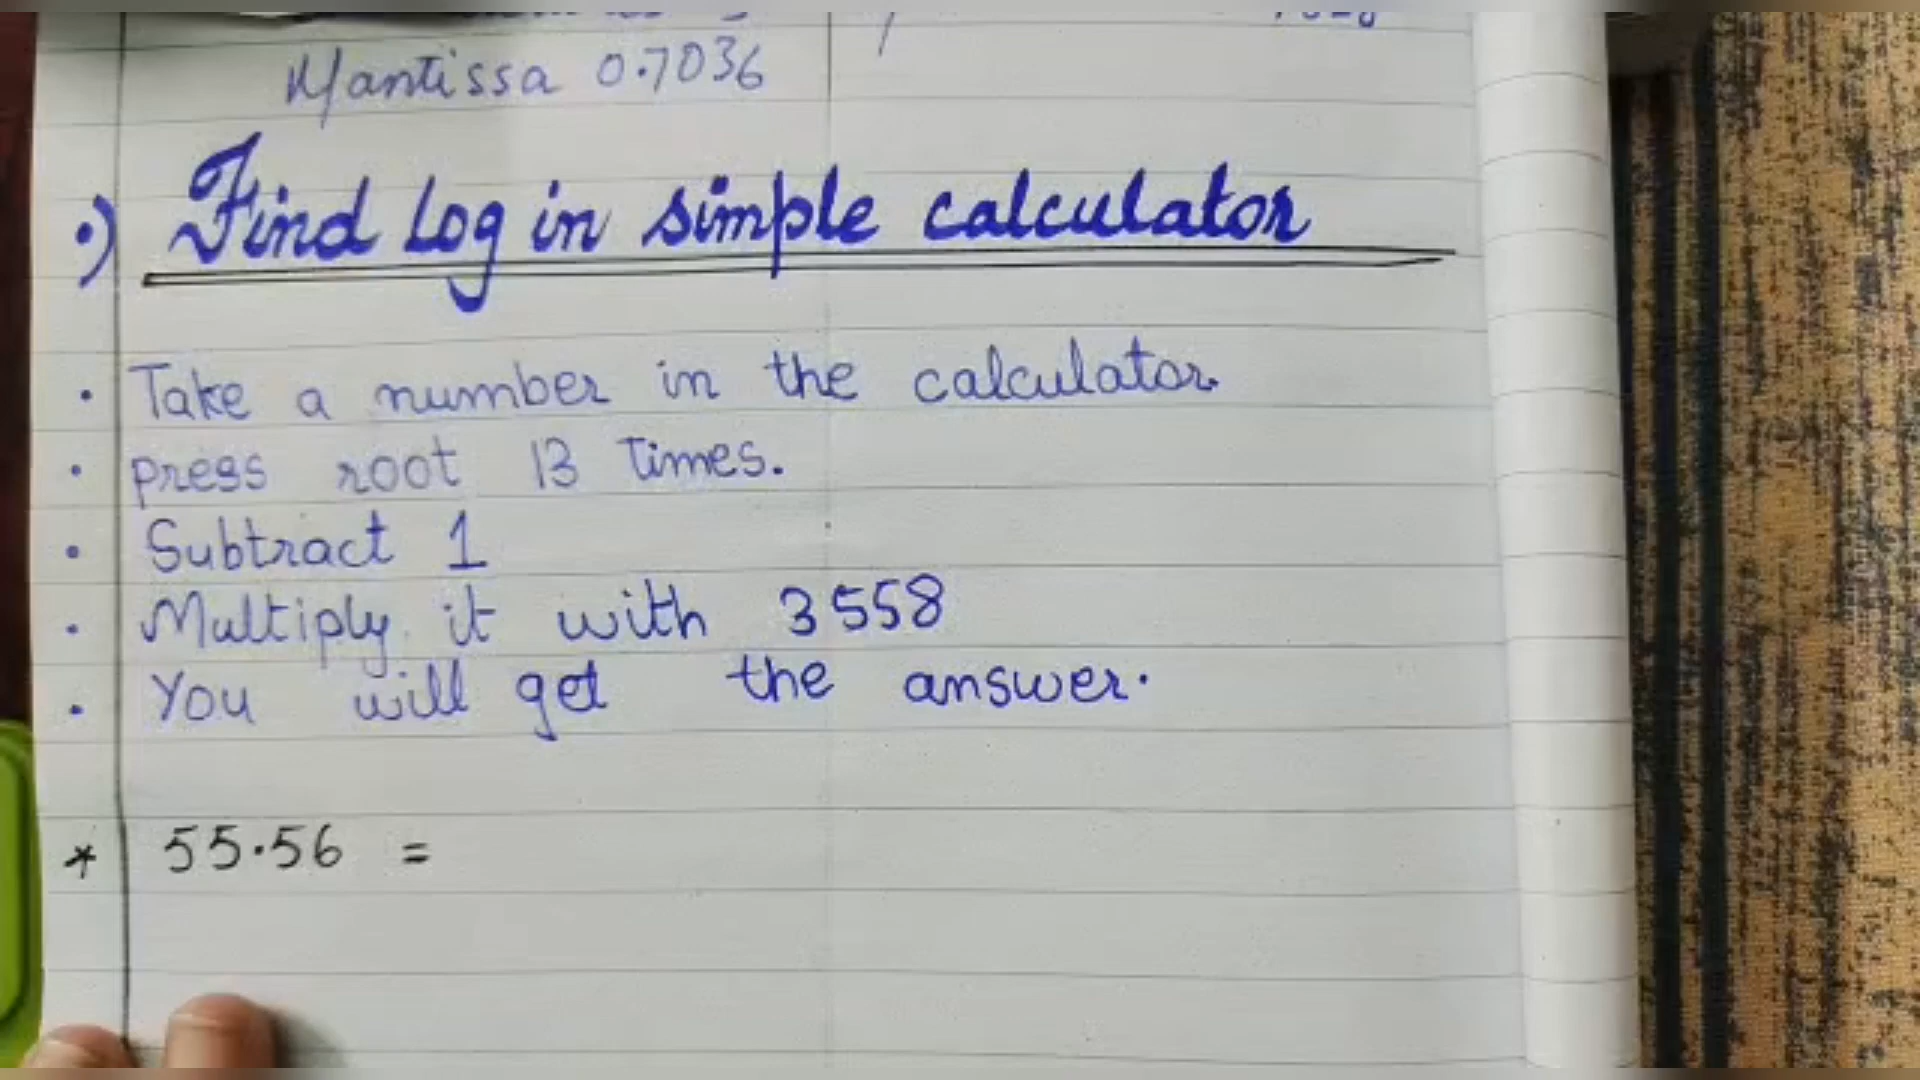 Mantissa 0.7036
•) Find Log in simple calculator
• Take a number in the calculator.
• press root 13 Times.
• Subtract 1
• Multiply it with 3558
• You will get the answer.
* 55.56 =